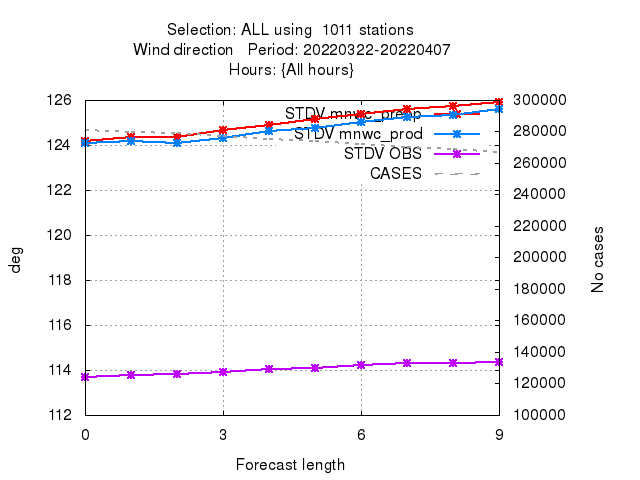 Selection: ALL using  1011 stations
Wind direction   Period: 20220322-20220407
Hours: {All hours}
126
124
122
120
118
116
114
112
deg
STDV mnwc_preop
STDV mnwc_prod
STDV OBS
CASES
300000
280000
260000
240000
220000
200000
180000
160000
140000
120000
100000
No cases
0
3
6
9
Forecast length